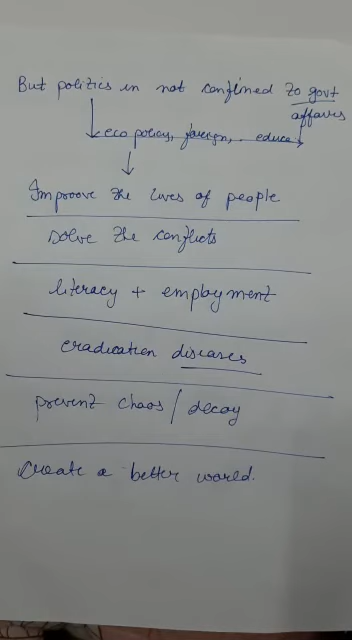 But politics in not confined to govt
affaires
eco policy, foreign, .. educa
Improove the lives of people
solve the conflicts
literacy + employment
eradication diseases
prevent chaos / decay
Create a better world.